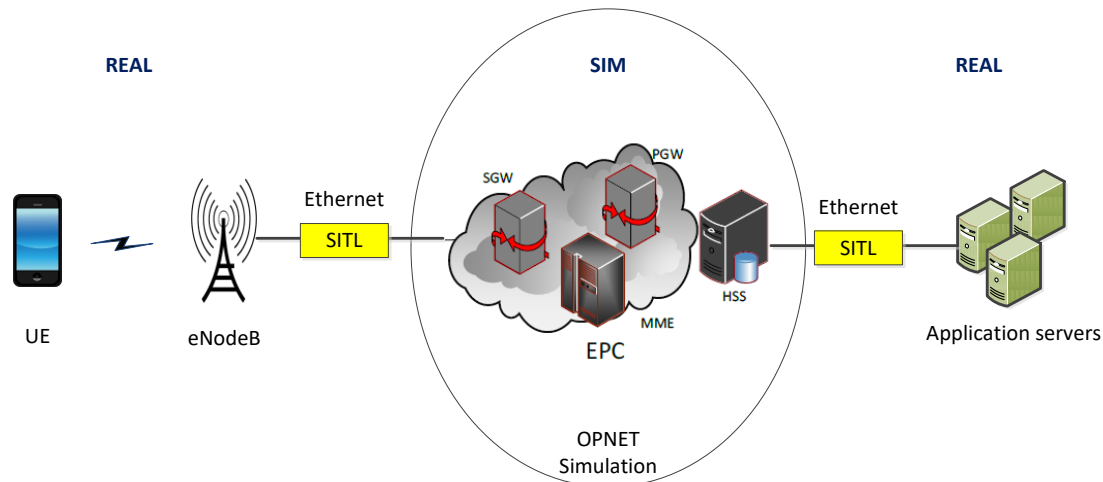 REAL
SIM
REAL
PGW
SGW
Ethernet
Ethernet
SITL
SITL
HSS
MME
UE
eNodeB
EPC
Application servers
OPNET
Simulation